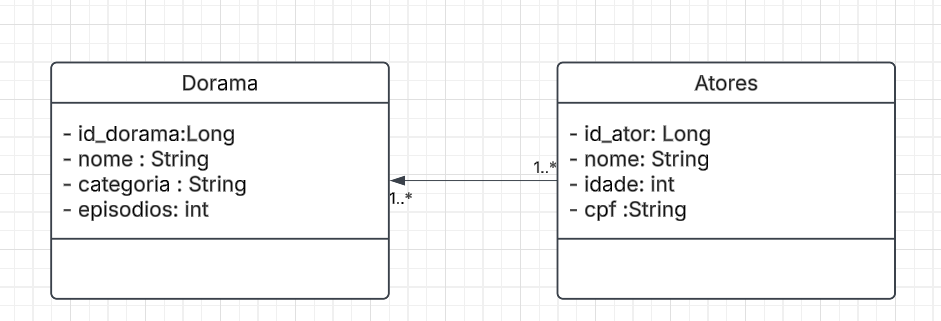 Dorama
- id_dorama:Long
- nome : String
- categoria : String
- episodios: int
1..*
1..*
Atores
- id_ator: Long
- nome: String
- idade: int
- cpf :String